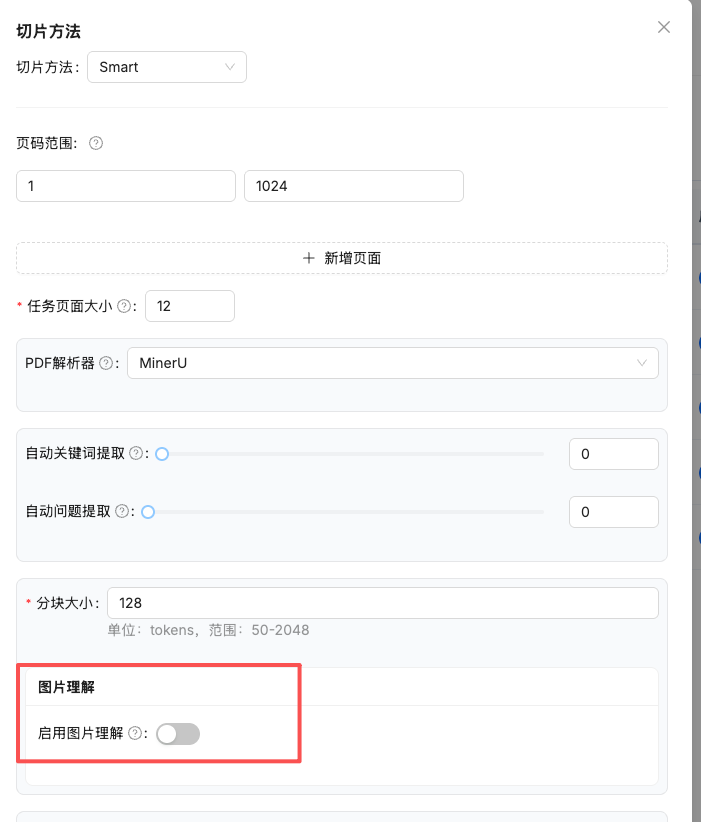 切片方法
切片方法: Smart
页码范围: ?
1 1024
+ 新增页面
* 任务页面大小 ? : 12
PDF解析器 ? : MinerU
自动关键词提取 ? : 0
自动问题提取 ? : 0
* 分块大小: 128
单位：tokens，范围：50-2048
图片理解
启用图片理解 ? :